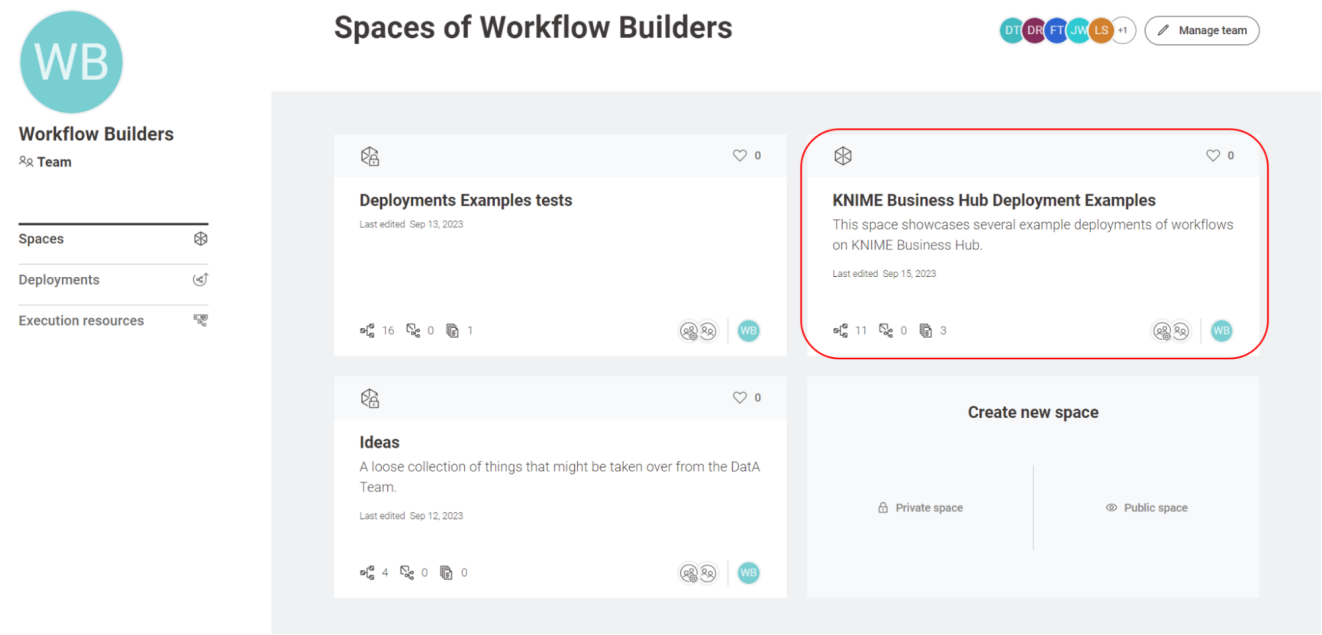 WB
Workflow Builders
Team
Spaces
Deployments
Execution resources
Spaces of Workflow Builders
DT DR FT JW LS +1
Manage team
0
Deployments Examples tests
Last edited Sep 13, 2023
16 0 1
WB
0
KNIME Business Hub Deployment Examples
This space showcases several example deployments of workflows
on KNIME Business Hub.
Last edited Sep 15, 2023
11 0 3
WB
0
Ideas
A loose collection of things that might be taken over from the DatA
Team.
Last edited Sep 12, 2023
4 0 0
WB
Create new space
Private space
Public space